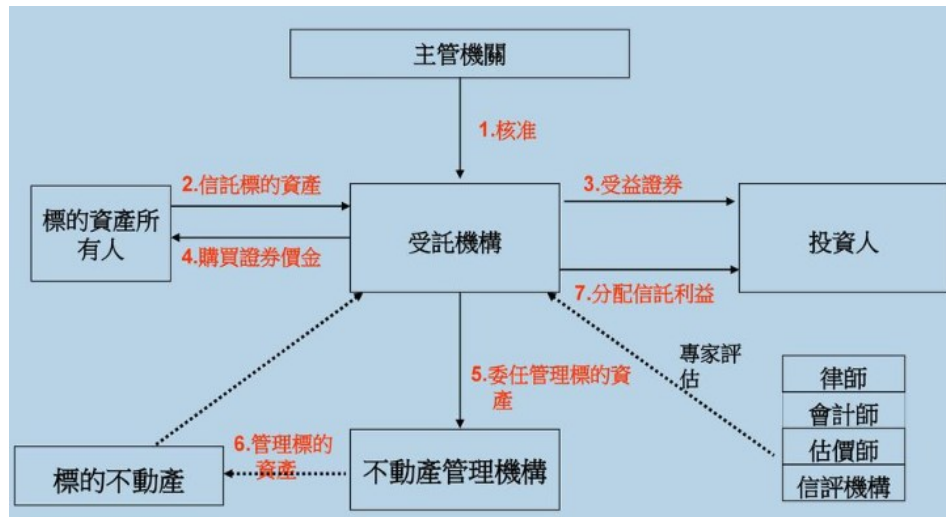 主管機關
1.核准
2.信託標的資產
3.受益證券
標的資產所
有人
受託機構
投資人
4.購買證券價金
7.分配信託利益
專家評
估
5.委任管理標的資
產
律師
會計師
估價師
信評機構
6.管理標的
資產
標的不動產
不動產管理機構